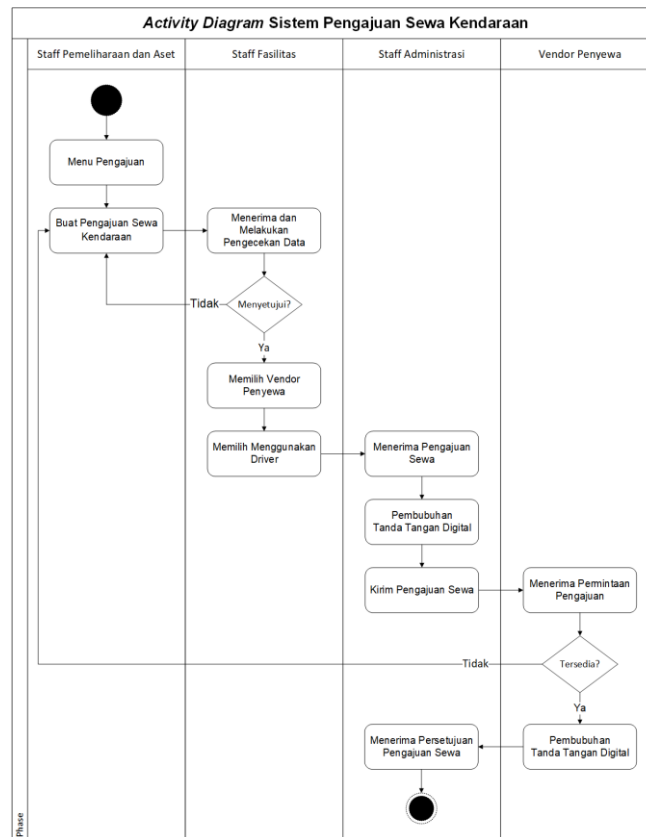 Activity Diagram Sistem Pengajuan Sewa Kendaraan
Staff Pemeliharaan dan Aset
Staff Fasilitas
Staff Administrasi
Vendor Penyewa
Menu Pengajuan
Buat Pengajuan Sewa
Kendaraan
Menerima dan
Melakukan
Pengecekan Data
Tidak
Menyetujui?
Ya
Memilih Vendor
Penyewa
Memilih Menggunakan
Driver
Menerima Pengajuan
Sewa
Pembubuhan
Tanda Tangan Digital
Kirim Pengajuan Sewa
Menerima Permintaan
Pengajuan
Tidak
Tersedia?
Ya
Menerima Persetujuan
Pengajuan Sewa
Pembubuhan
Tanda Tangan Digital
Phase